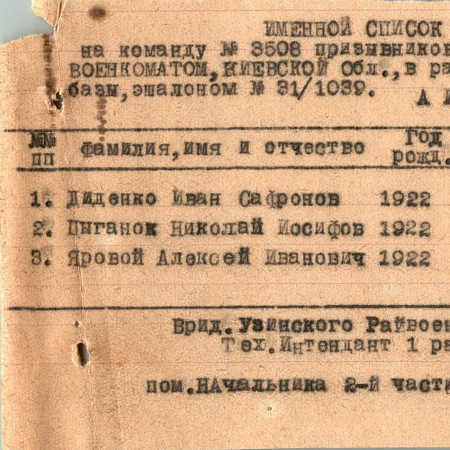 ИМЕННОЙ СПИСОК
на команду № 3508 призывников
ВОЕНКОМАТОМ, КИЕВСКОЙ Обл., в ра
базы, эшалоном № 31/1039.
А И
№№ пп фамилия, имя и отчество Год рожд.
1. Диденко Иван Сафронов 1922
2. Цыганок Николай Иосифов 1922
3. Яровой Алексей Иванович 1922
Врид. Узинского Райвоен
Тех. Интендант 1 ра
пом. НАчальника 2-й части